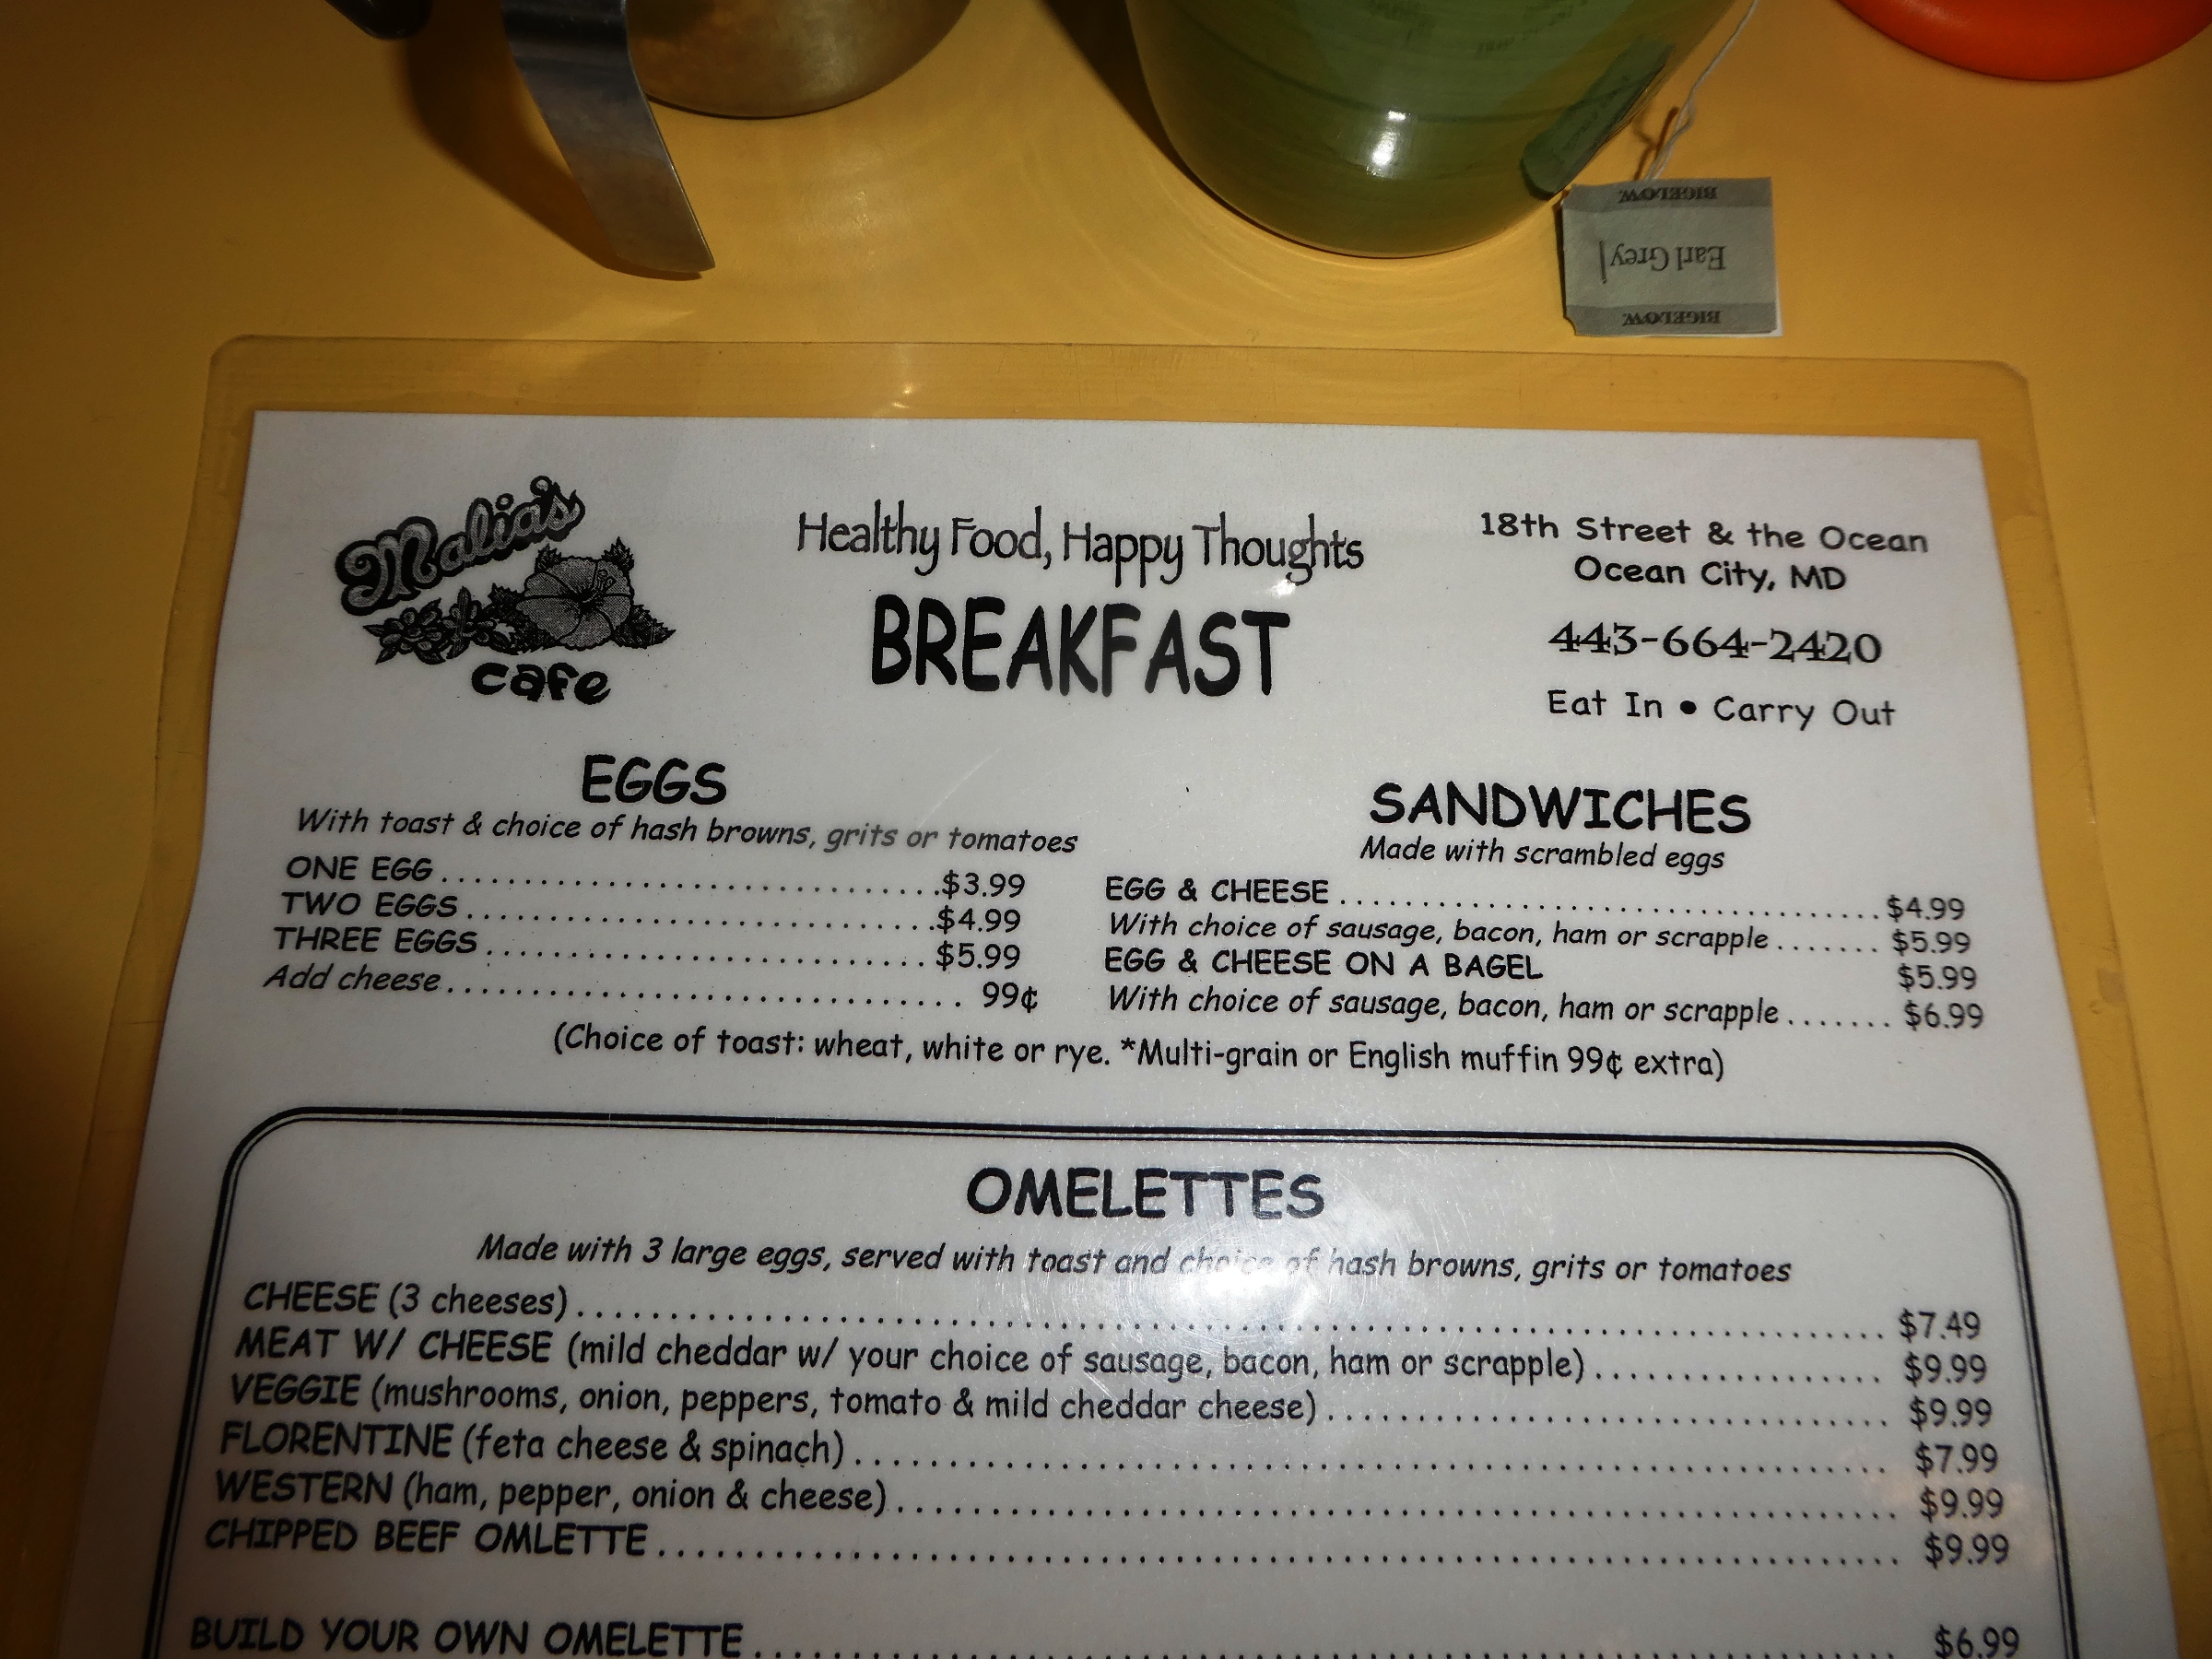 BIGELOW
Earl Grey
BIGELOW
Malia's
cafe
Healthy Food, Happy Thoughts
BREAKFAST
18th Street & the Ocean
Ocean City, MD
443-664-2420
Eat In • Carry Out
EGGS
With toast & choice of hash browns, grits or tomatoes
ONE EGG $3.99
TWO EGGS $4.99
THREE EGGS $5.99
Add cheese 99¢
SANDWICHES
Made with scrambled eggs
EGG & CHEESE $4.99
With choice of sausage, bacon, ham or scrapple $5.99
EGG & CHEESE ON A BAGEL $5.99
With choice of sausage, bacon, ham or scrapple $6.99
(Choice of toast: wheat, white or rye. *Multi-grain or English muffin 99¢ extra)
OMELETTES
Made with 3 large eggs, served with toast and choice of hash browns, grits or tomatoes
CHEESE (3 cheeses) $7.49
MEAT W/ CHEESE (mild cheddar w/ your choice of sausage, bacon, ham or scrapple) $9.99
VEGGIE (mushrooms, onion, peppers, tomato & mild cheddar cheese) $9.99
FLORENTINE (feta cheese & spinach) $7.99
WESTERN (ham, pepper, onion & cheese) $9.99
CHIPPED BEEF OMLETTE $9.99
BUILD YOUR OWN OMELETTE $6.99